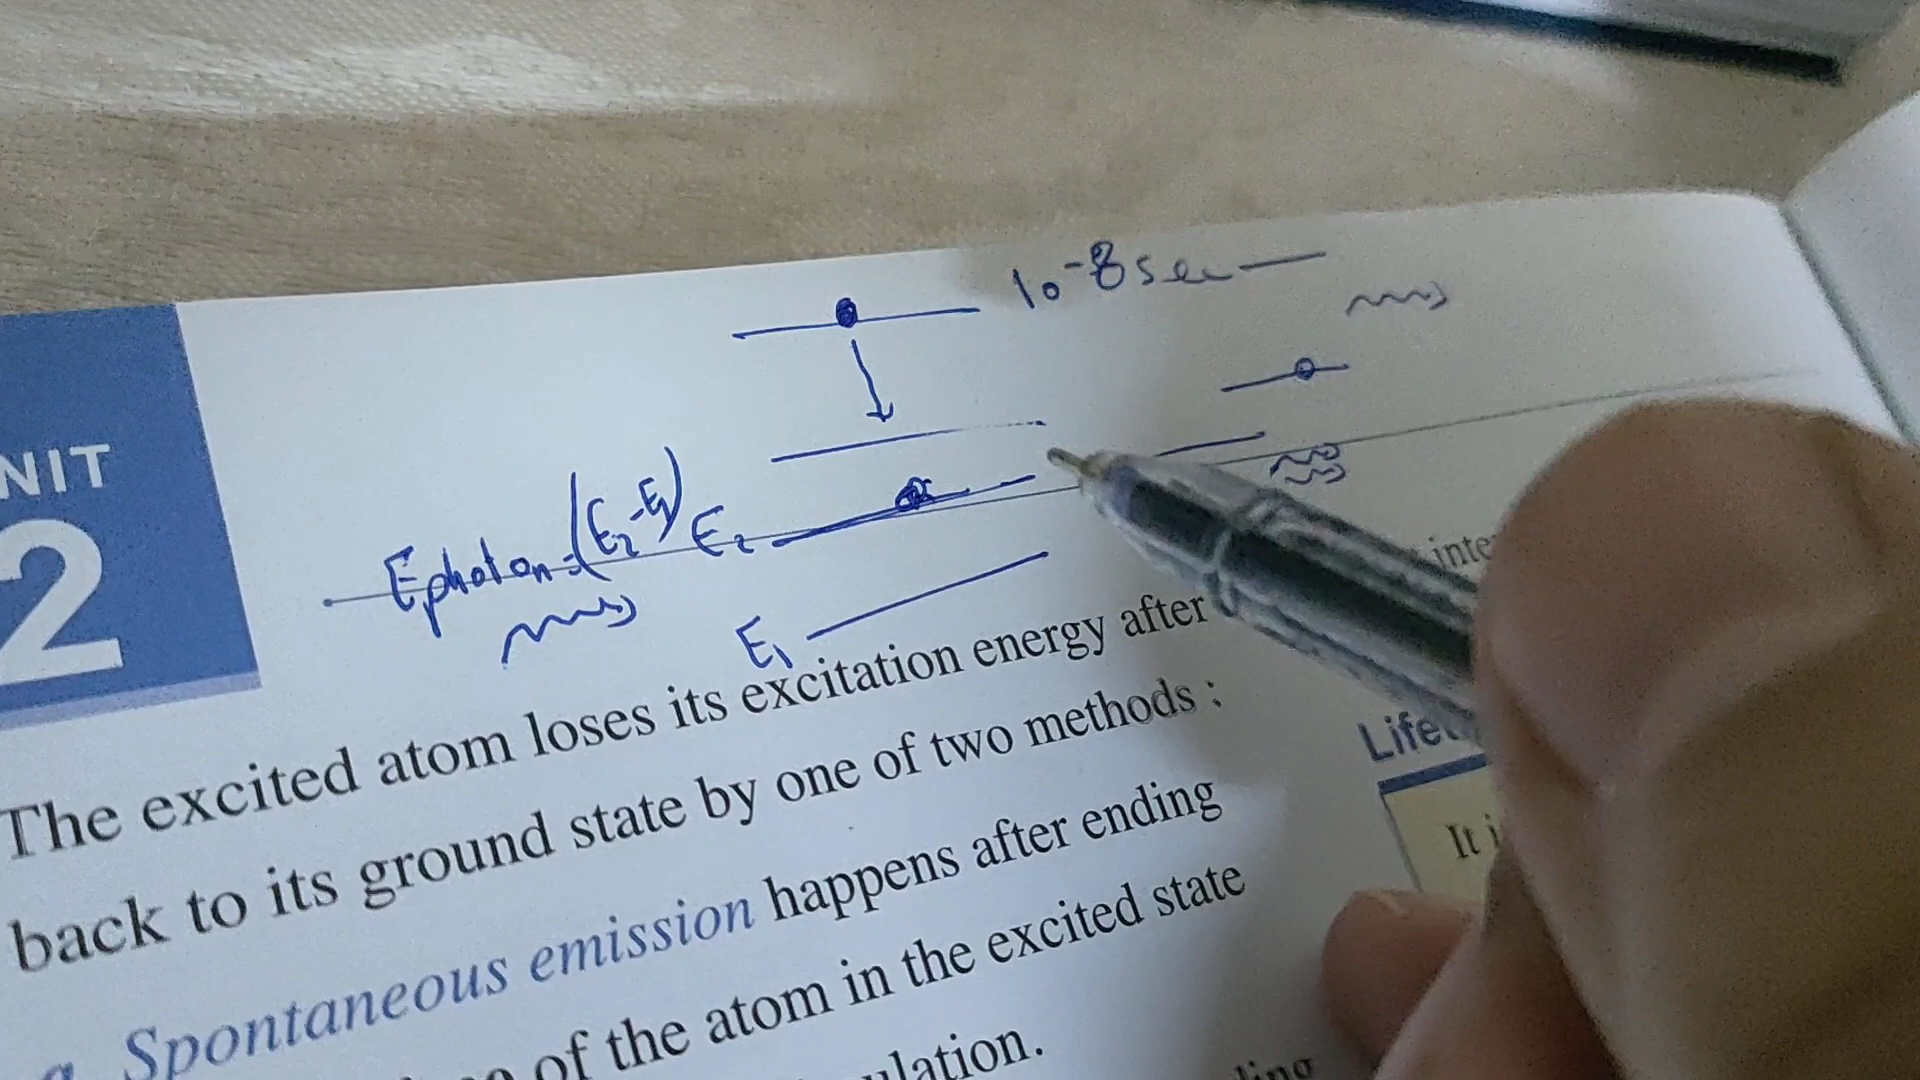 10⁻⁸ sec
NIT
2
Ephoton = (E₂-E₁)
E₂
E₁
The excited atom loses its excitation energy after
back to its ground state by one of two methods :
a. Spontaneous emission happens after ending
of the atom in the excited state
Life
It